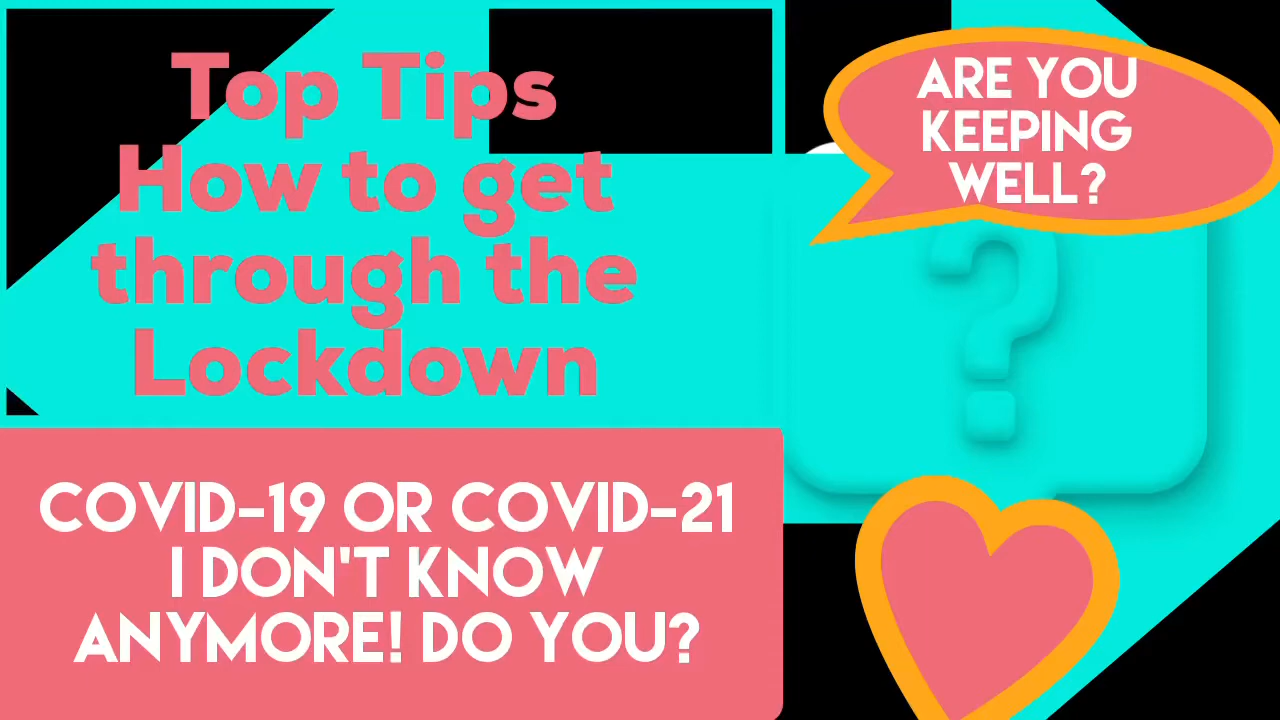 Top Tips
How to get
through the
Lockdown
ARE YOU
KEEPING
WELL?
?
COVID-19 OR COVID-21
I DON'T KNOW
ANYMORE! DO YOU?